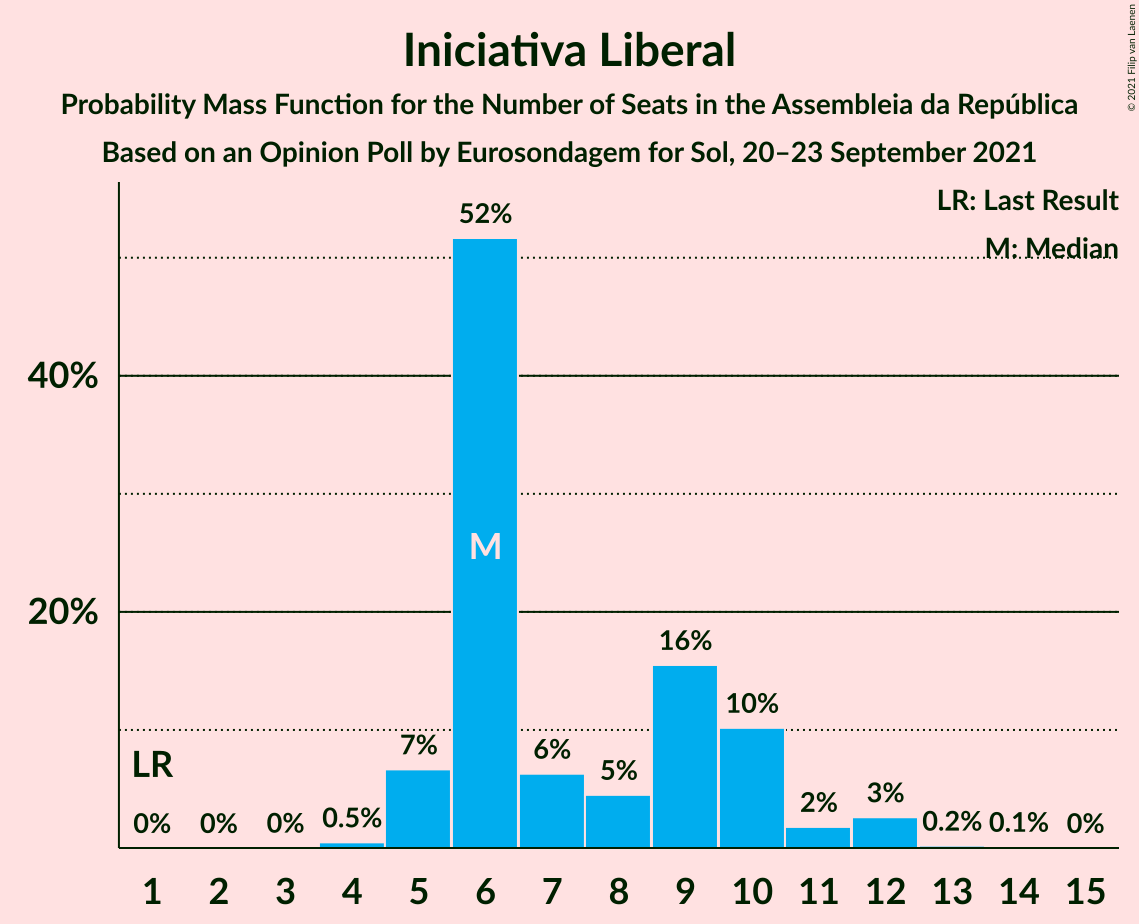 Iniciativa Liberal
Probability Mass Function for the Number of Seats in the Assembleia da República
Based on an Opinion Poll by Eurosondagem for Sol, 20–23 September 2021
© 2021 Filip van Laenen
LR: Last Result
M: Median
52%
40%
M
20%
16%
10%
7%
6%
5%
LR
0%
0%
0%
0.5%
2%
3%
0.2%
0.1%
0%
1 2 3 4 5 6 7 8 9 10 11 12 13 14 15